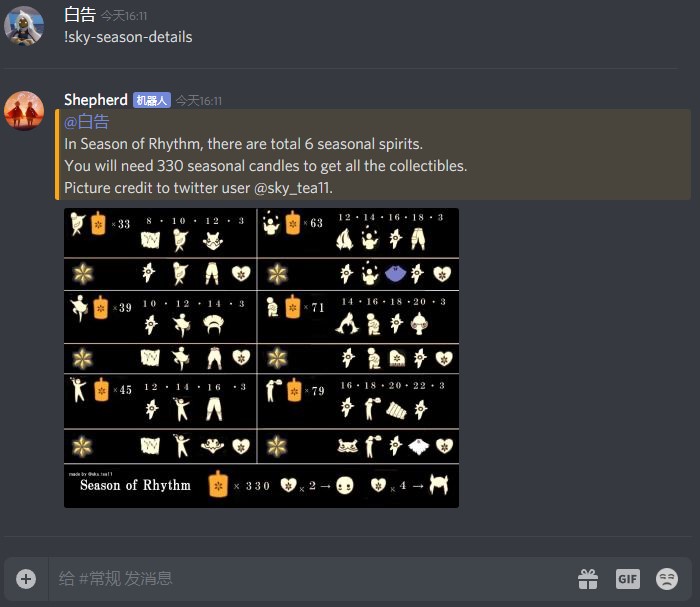 白告 今天16:11
!sky-season-details
Shepherd 机器人 今天16:11
@白告
In Season of Rhythm, there are total 6 seasonal spirits.
You will need 330 seasonal candles to get all the collectibles.
Picture credit to twitter user @sky_tea11.
×33 8 · 10 · 12 · 3
×63 12 · 14 · 16 · 18 · 3
×39 10 · 12 · 14 · 3
×71 14 · 16 · 18 · 20 · 3
×45 12 · 14 · 16 · 3
×79 16 · 18 · 20 · 22 · 3
made by @sky_tea11
Season of Rhythm × 330 × 2 → × 4 →
给 #常规 发消息
GIF